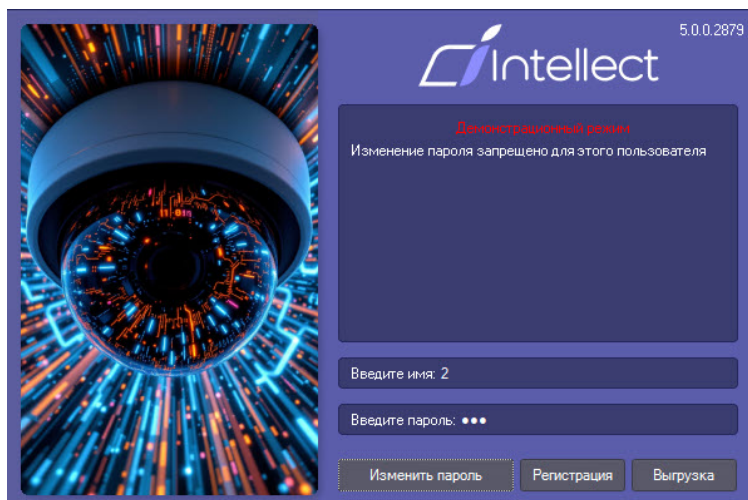 5.0.0.2879
Intellect
Демонстрационный режим
Изменение пароля запрещено для этого пользователя
Введите имя: 2
Введите пароль: •••
Изменить пароль
Регистрация
Выгрузка